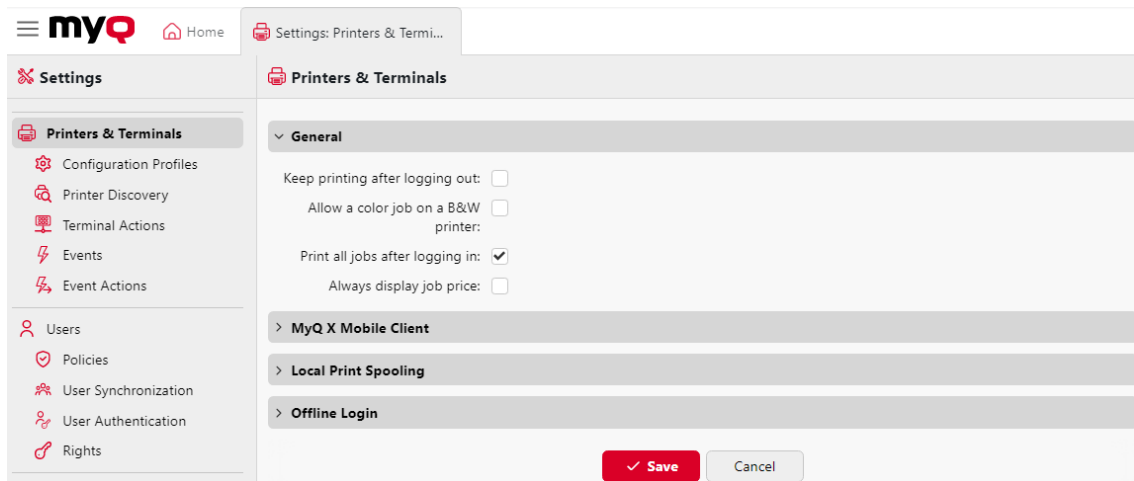 myQ
Home
Settings: Printers & Termi...
Settings
Printers & Terminals
Configuration Profiles
Printer Discovery
Terminal Actions
Events
Event Actions
Users
Policies
User Synchronization
User Authentication
Rights
Printers & Terminals
General
Keep printing after logging out:
Allow a color job on a B&W
printer:
Print all jobs after logging in:
Always display job price:
MyQ X Mobile Client
Local Print Spooling
Offline Login
Save
Cancel